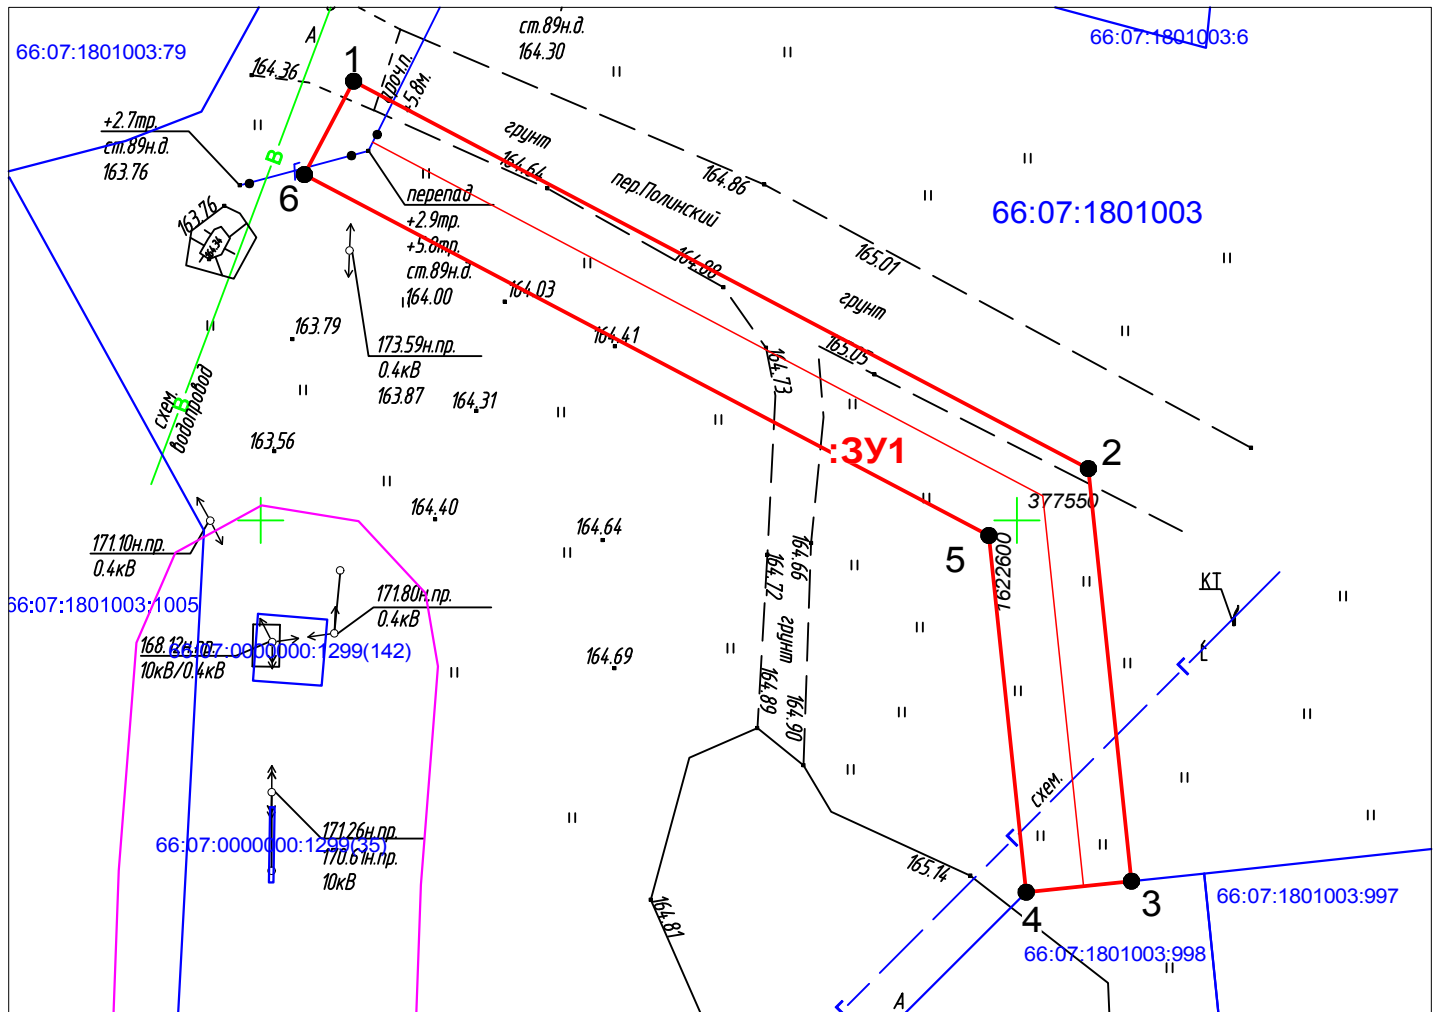 66:07:1801003:79
А
1
164.36
проч.п.
+5.8м.
ст.89н.д.
164.30
66:07:1801003:6
+2.7тр.
ст.89н.д.
163.76
В
6
163.76
164.34
грунт
164.64
пер.Полинский
164.86
66:07:1801003
перепад
+2.9тр.
+5.8тр.
ст.89н.д.
164.00
164.88
165.01
грунт
164.03
163.79
164.41
165.05
173.59н.пр.
0.4кВ
163.87
164.73
164.31
схем.
водопровод
В
163.56
:ЗУ1
2
377550
1622600
5
164.40
164.64
171.10н.пр.
0.4кВ
164.66
164.72
грунт
КТ
66:07:1801003:1005
171.80н.пр.
0.4кВ
168.12н.пр.
10кВ/0.4кВ
66:07:0000000:1299(142)
164.69
164.89
164.90
Г
схем.
171.26н.пр.
170.61н.пр.
10кВ
66:07:0000000:1299(35)
Г
165.14
164.81
4
3
66:07:1801003:997
66:07:1801003:998
А
Г